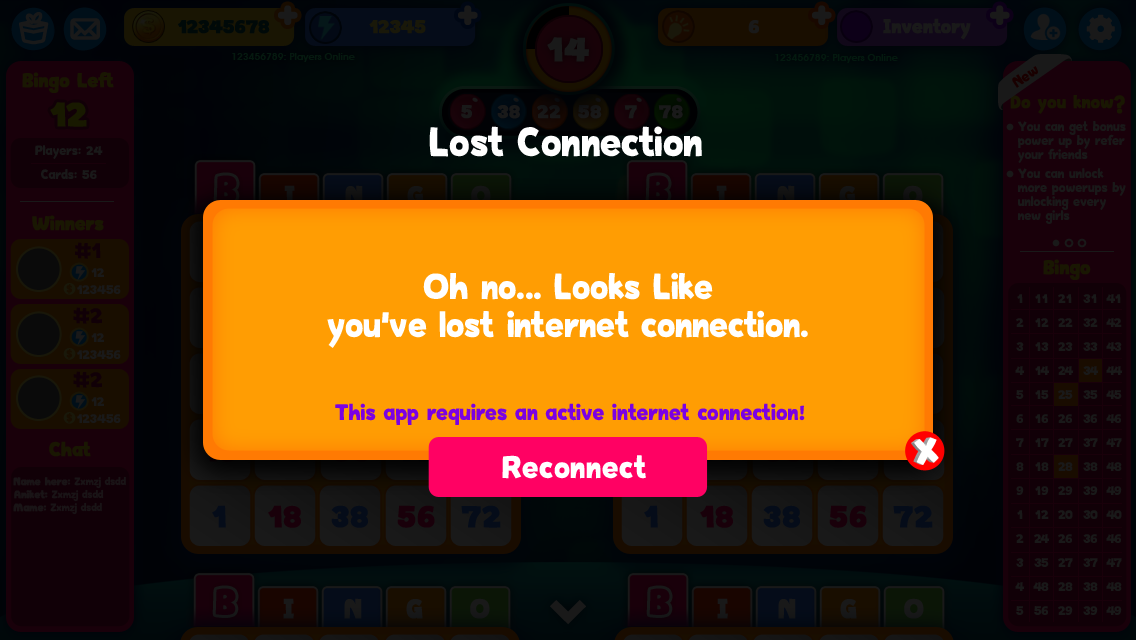 12345678
12345
14
6
Inventory
123456789: Players Online
123456789: Players Online
Bingo Left
12
Players: 24
Cards: 56
Winners
#1
12
123456
#2
12
123456
#2
12
123456
Chat
Name here: Zxmzj dsdd
Aniket: Zxmzj dsdd
Mame: Zxmzj dsdd
5 38 22 58 7 78
Lost Connection
B I N G O
B I N G O
Oh no... Looks Like
you've lost internet connection.
This app requires an active internet connection!
Reconnect
X
1 18 38 56 72
1 18 38 56 72
B I N G O
B I N G O
New
Do you know?
You can get bonus
power up by refer
your friends
You can unlock
more powerups by
unlocking every
new girls
Bingo
1 11 21 31 41
2 12 22 32 42
3 13 23 33 43
4 14 24 34 44
5 15 25 35 45
6 16 26 36 46
7 17 27 37 47
8 18 28 38 48
9 19 29 39 49
1 12 20 30 40
2 24 26 36 46
3 35 27 37 47
4 48 28 38 48
5 56 29 39 49